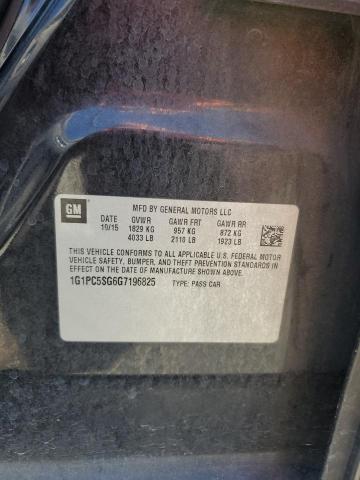 GM
MFD BY GENERAL MOTORS LLC
DATE GVWR GAWR FRT GAWR RR
10/15 1829 KG 957 KG 872 KG
4033 LB 2110 LB 1923 LB
THIS VEHICLE CONFORMS TO ALL APPLICABLE U.S. FEDERAL MOTOR
VEHICLE SAFETY, BUMPER, AND THEFT PREVENTION STANDARDS IN
EFFECT ON THE DATE OF MANUFACTURE SHOWN ABOVE.
1G1PC5SG6G7196825 TYPE: PASS CAR